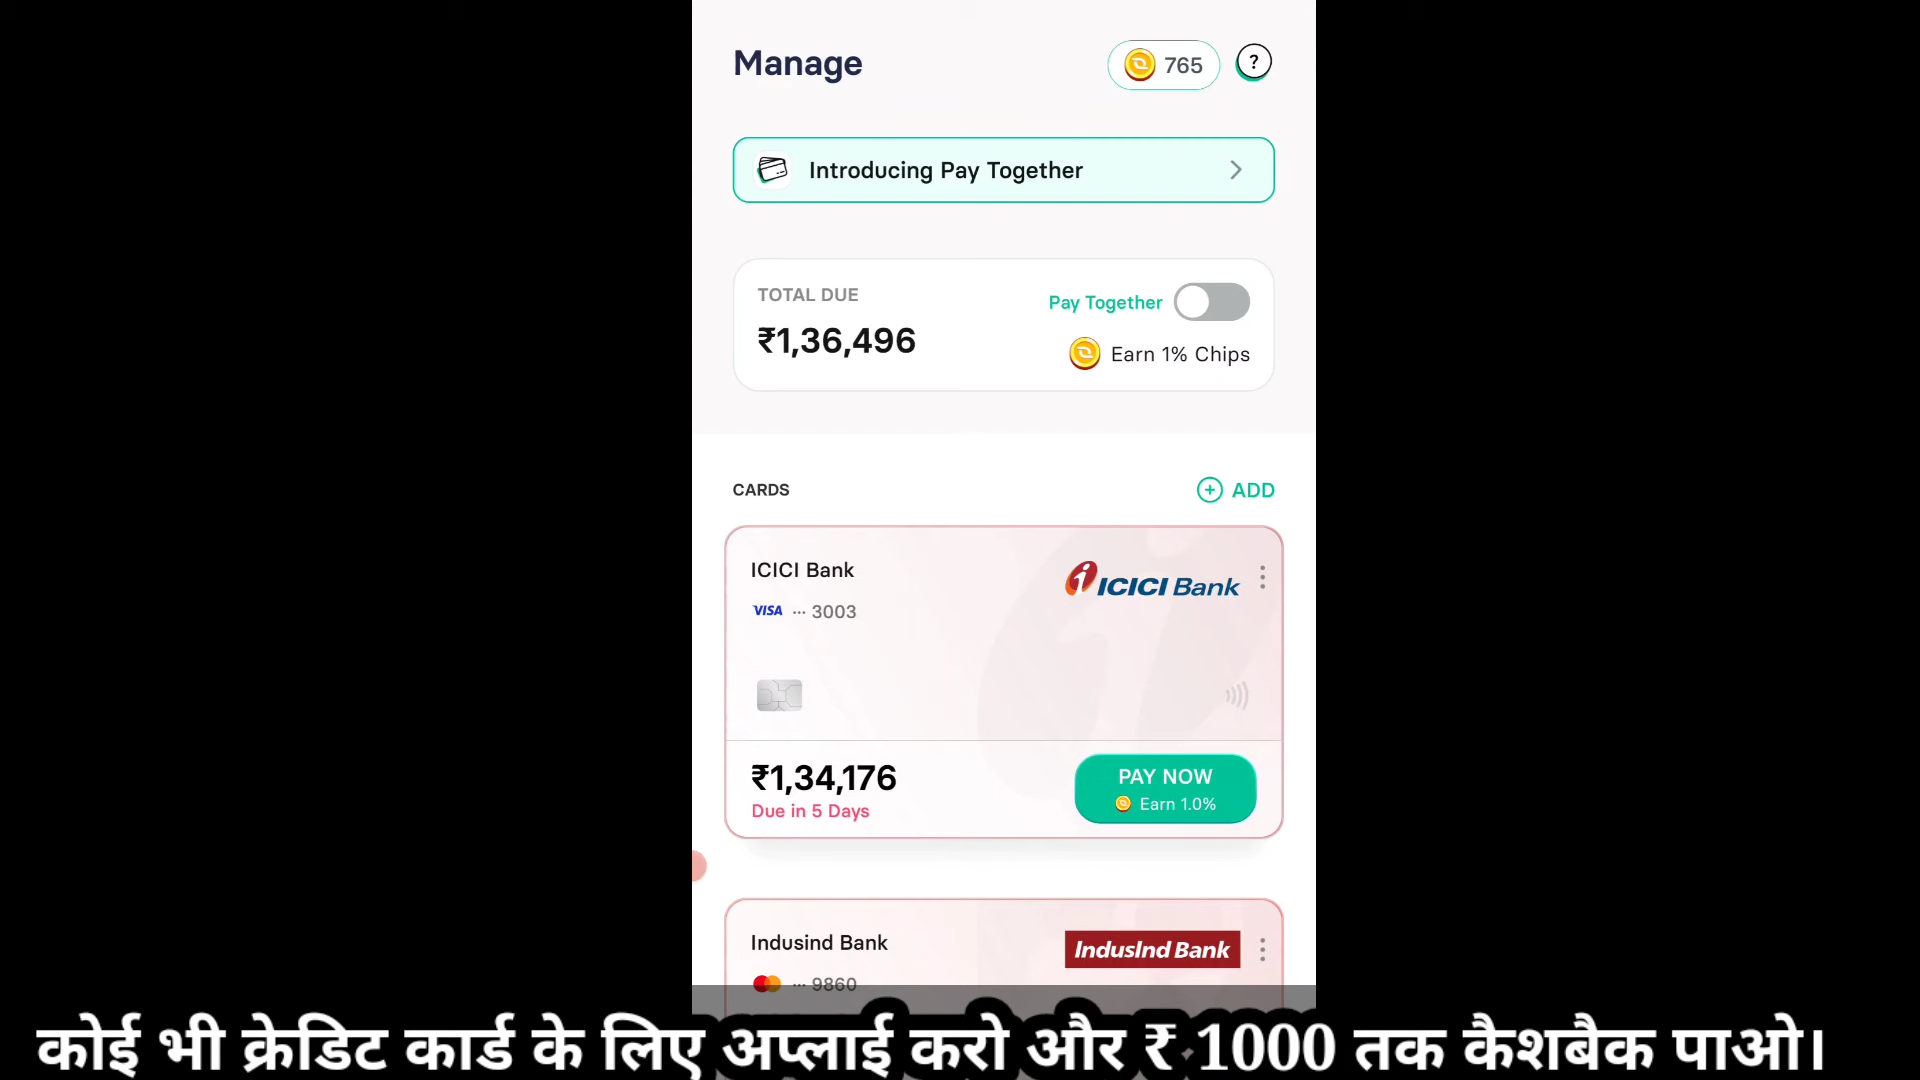 Manage
765
?
Introducing Pay Together
TOTAL DUE
Pay Together
₹1,36,496
Earn 1% Chips
CARDS
ADD
ICICI Bank
ICICI Bank
VISA ··· 3003
₹1,34,176
PAY NOW
Due in 5 Days
Earn 1.0%
Indusind Bank
IndusInd Bank
··· 9860
कोई भी क्रेडिट कार्ड के लिए अप्लाई करो और ₹ 1000 तक कैशबैक पाओ।